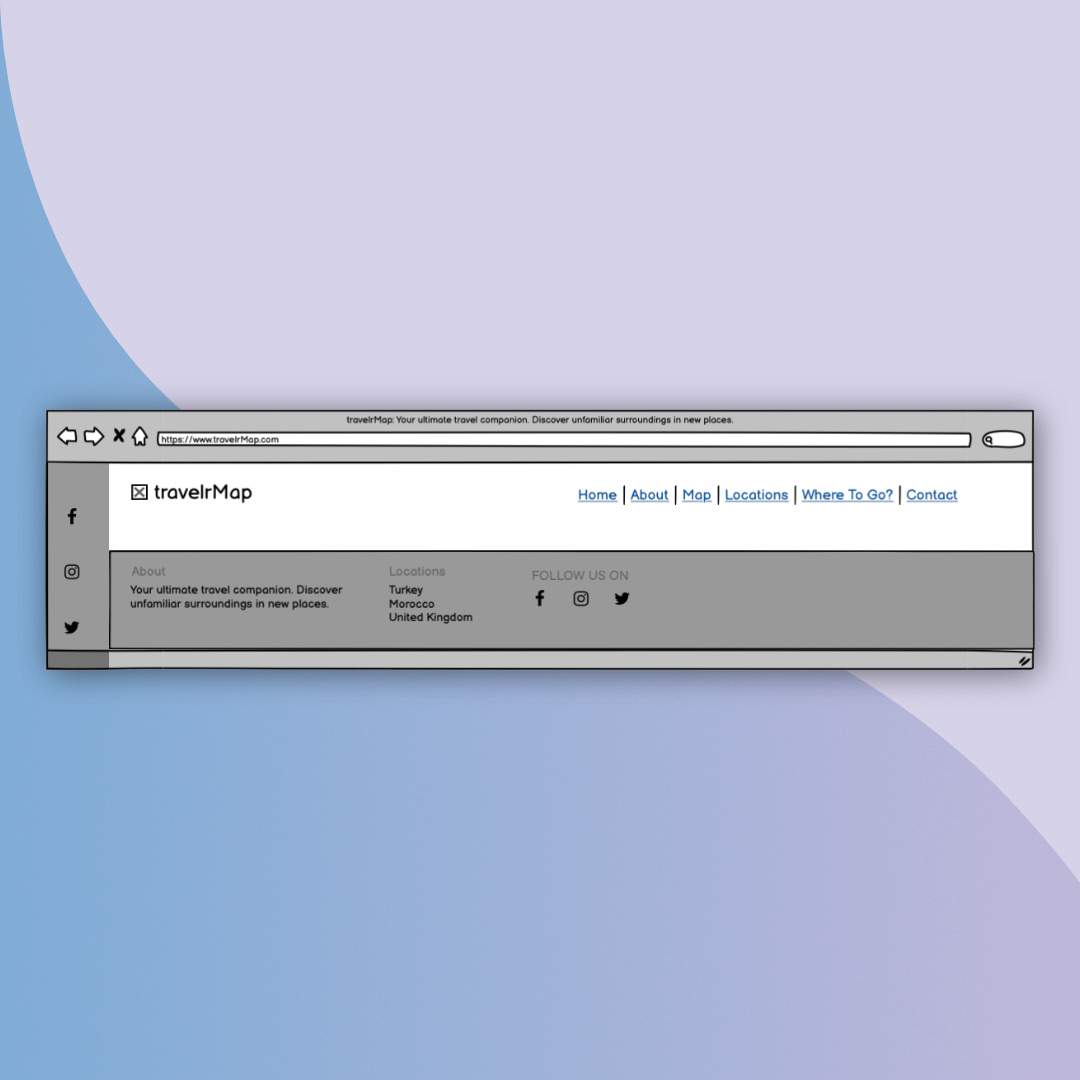 travelrMap: Your ultimate travel companion. Discover unfamiliar surroundings in new places.
https://www.travelrMap.com
travelrMap
Home | About | Map | Locations | Where To Go? | Contact
About
Your ultimate travel companion. Discover
unfamiliar surroundings in new places.
Locations
Turkey
Morocco
United Kingdom
FOLLOW US ON